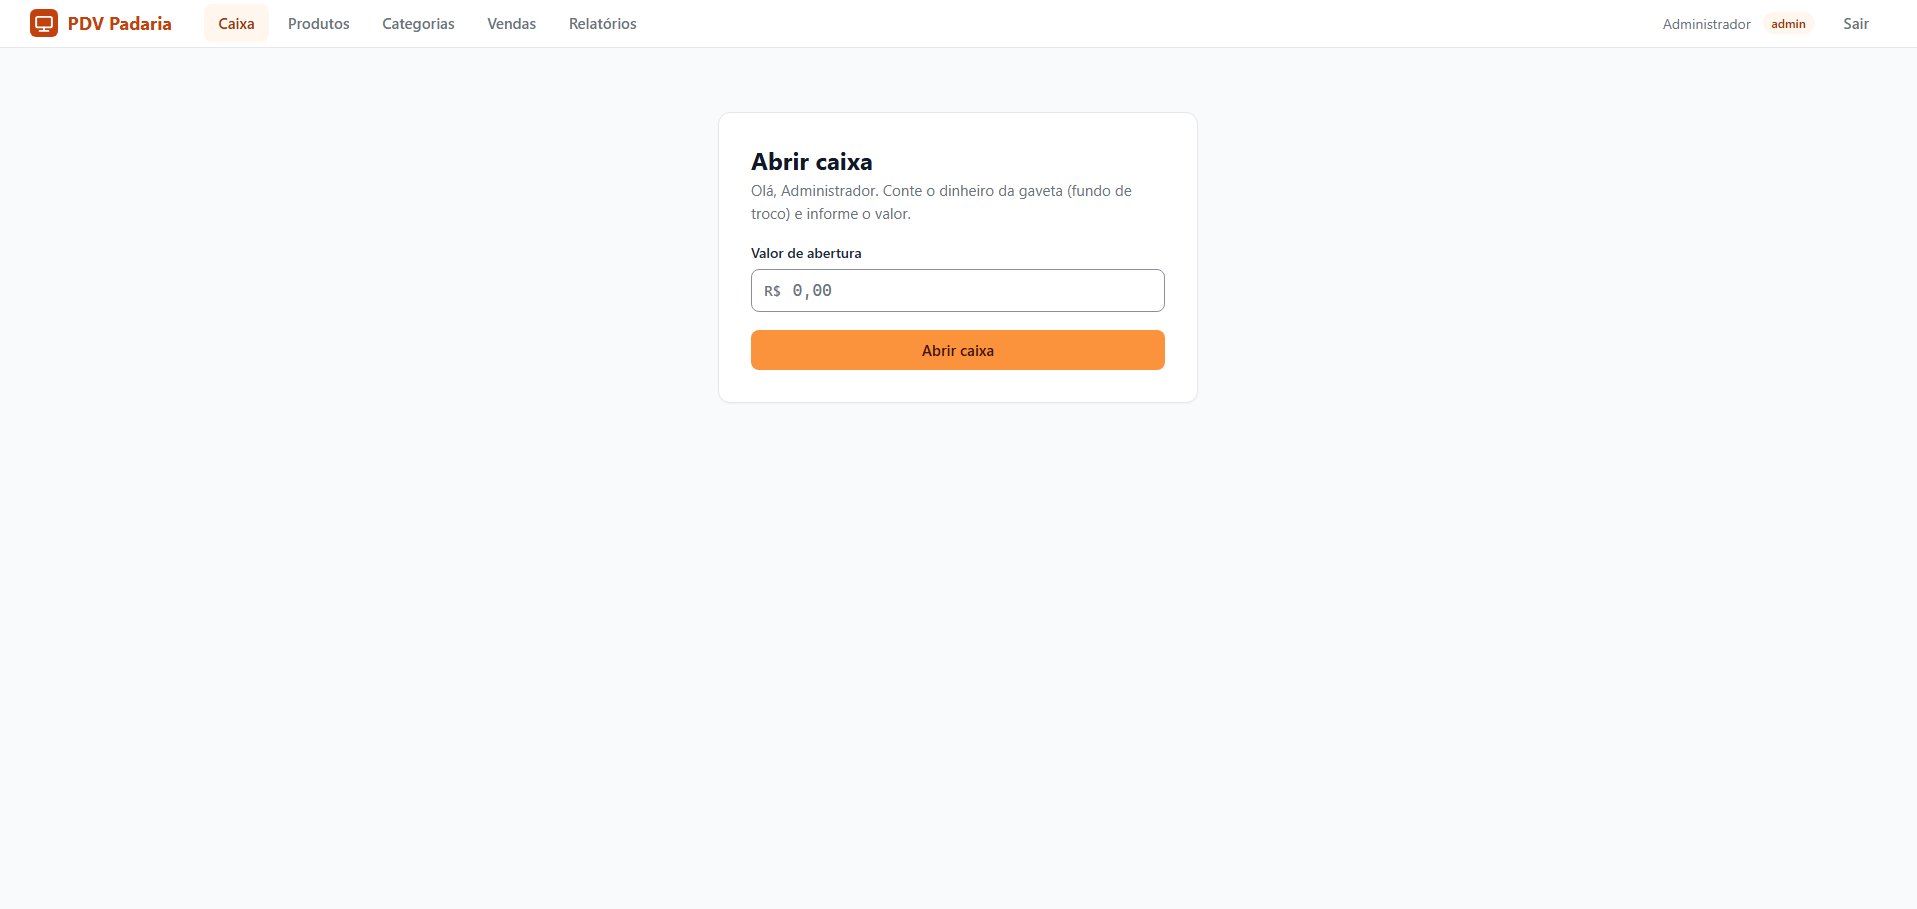 PDV Padaria
Caixa
Produtos
Categorias
Vendas
Relatórios
Administrador
admin
Sair
Abrir caixa
Olá, Administrador. Conte o dinheiro da gaveta (fundo de
troco) e informe o valor.
Valor de abertura
R$ 0,00
Abrir caixa